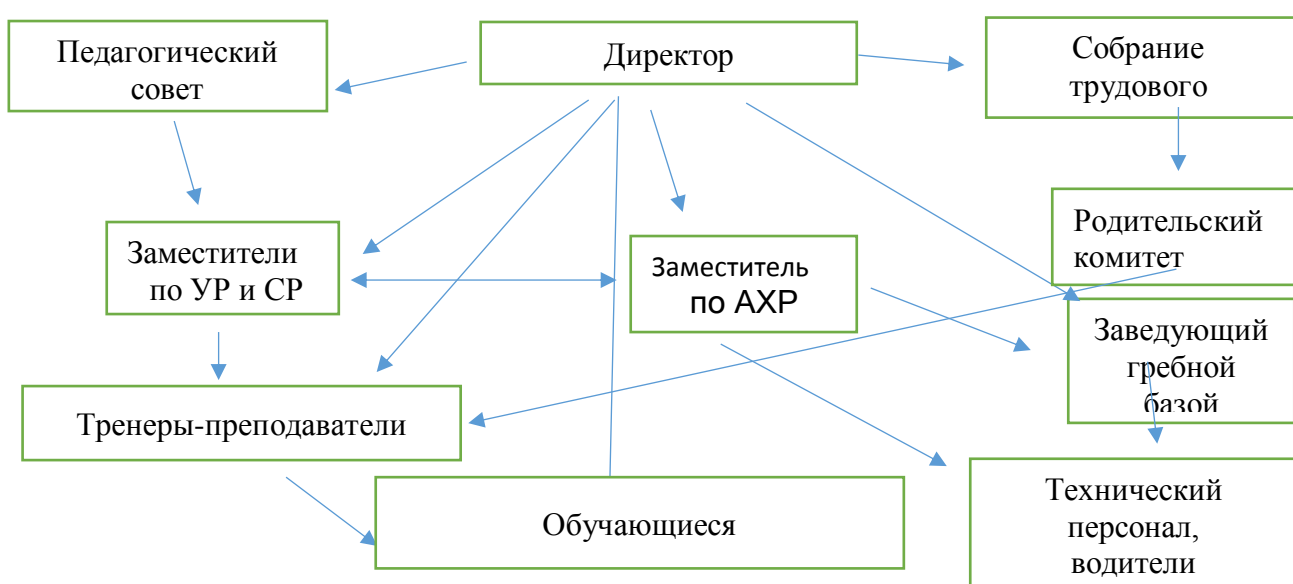 Педагогический
совет
Директор
Собрание
трудового
Заместители
по УР и СР
Заместитель
по АХР
Родительский
комитет
Заведующий
гребной
базой
Тренеры-преподаватели
Обучающиеся
Технический
персонал,
водители